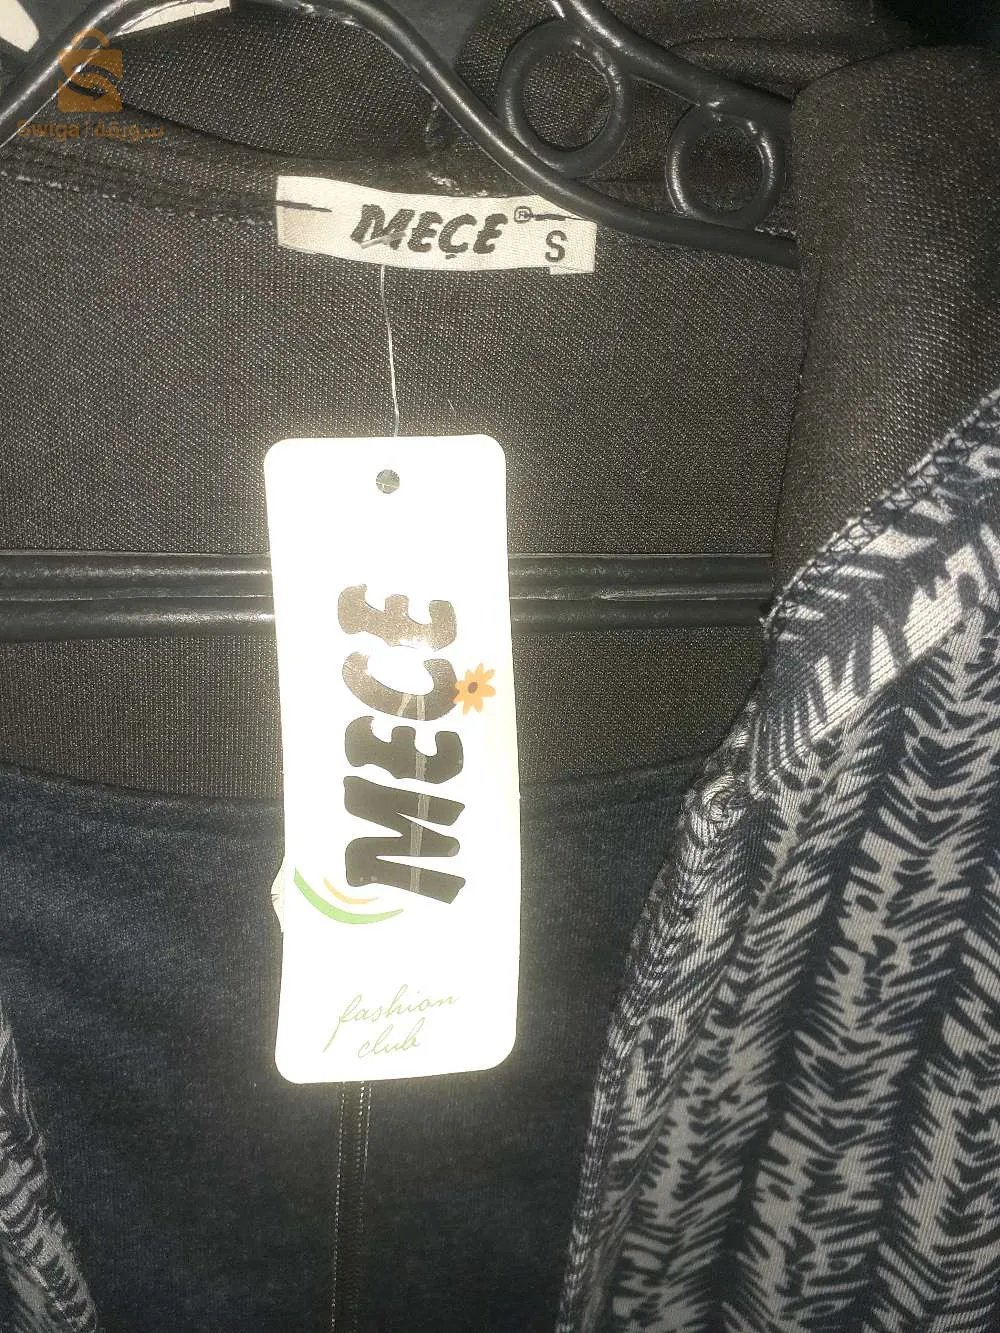 Swiga | سويقة
MEÇE® S
MEÇE
fashion
club